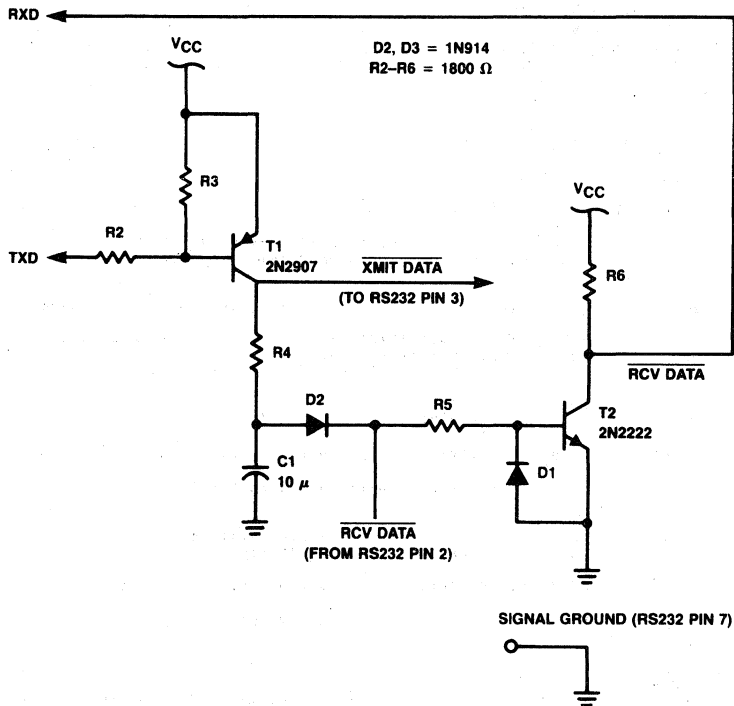 RXD
VCC
D2, D3 = 1N914
R2–R6 = 1800 Ω
R3
VCC
R2
TXD
T1
2N2907
XMIT DATA
(TO RS232 PIN 3)
R6
R4
RCV DATA
D2
R5
T2
2N2222
C1
10 μ
D1
RCV DATA
(FROM RS232 PIN 2)
SIGNAL GROUND (RS232 PIN 7)